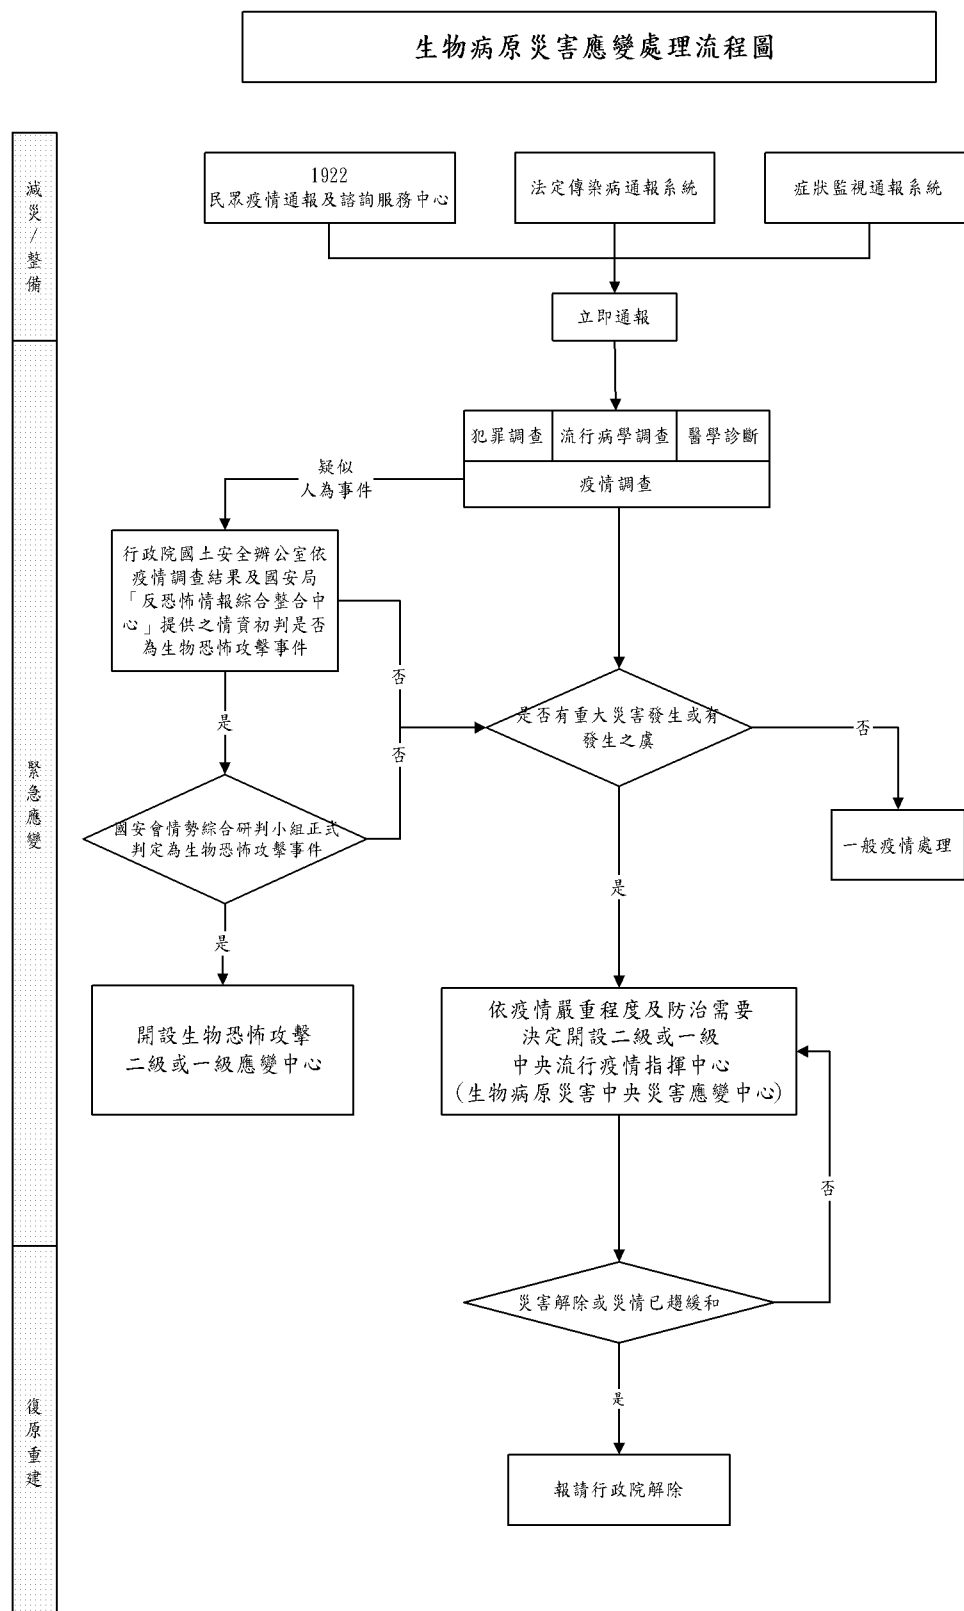 生物病原災害應變處理流程圖
減災/整備
1922
民眾疫情通報及諮詢服務中心
法定傳染病通報系統
症狀監視通報系統
立即通報
緊急應變
犯罪調查
流行病學調查
醫學診斷
疫情調查
疑似
人為事件
行政院國土安全辦公室依
疫情調查結果及國安局
「反恐怖情報綜合整合中
心」提供之情資初判是否
為生物恐怖攻擊事件
否
是
是否有重大災害發生或有
發生之虞
否
否
國安會情勢綜合研判小組正式
判定為生物恐怖攻擊事件
一般疫情處理
是
是
開設生物恐怖攻擊
二級或一級應變中心
依疫情嚴重程度及防治需要
決定開設二級或一級
中央流行疫情指揮中心
(生物病原災害中央災害應變中心)
否
復原重建
災害解除或災情已趨緩和
是
報請行政院解除